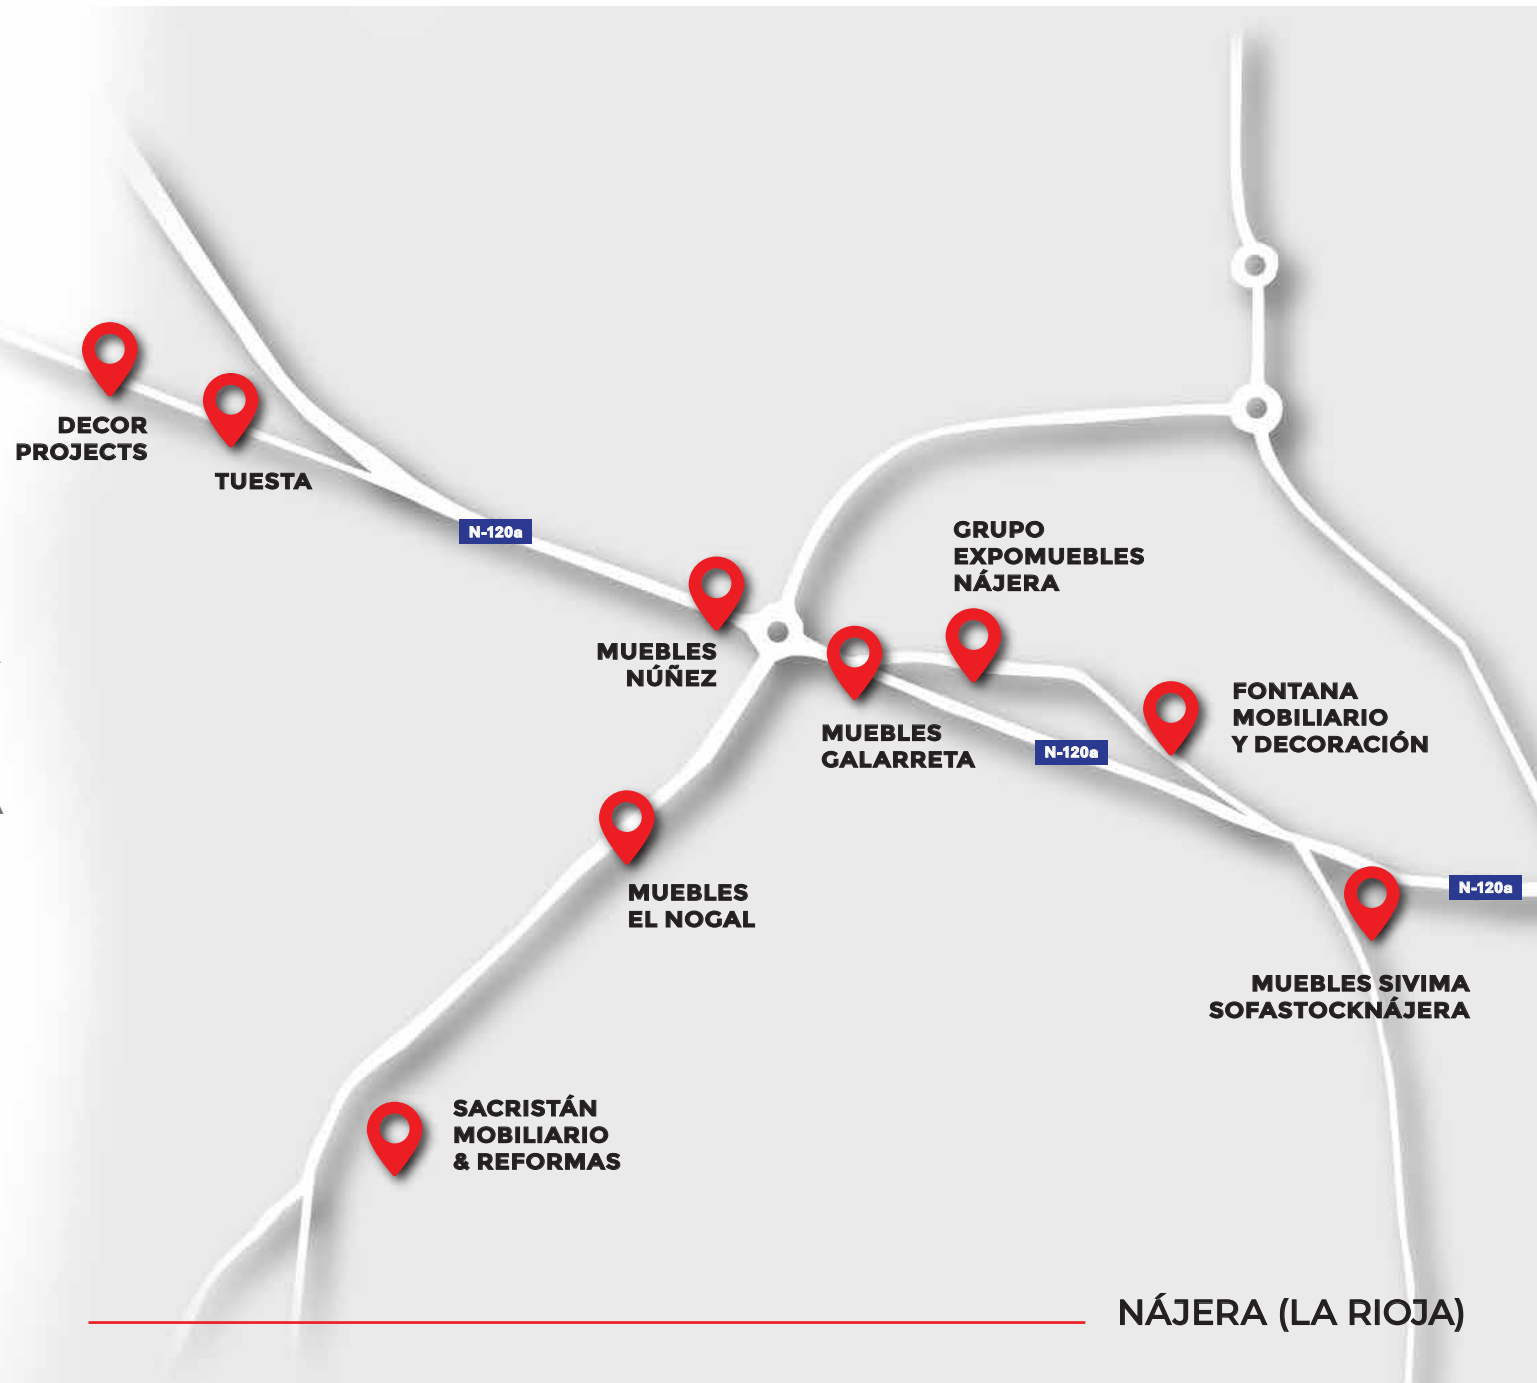 DECOR
PROJECTS
TUESTA
N-120a
GRUPO
EXPOMUEBLES
NÁJERA
MUEBLES
NÚÑEZ
FONTANA
MOBILIARIO
Y DECORACIÓN
MUEBLES
GALARRETA
N-120a
MUEBLES
EL NOGAL
N-120a
MUEBLES SIVIMA
SOFASTOCKNÁJERA
SACRISTÁN
MOBILIARIO
& REFORMAS
NÁJERA (LA RIOJA)